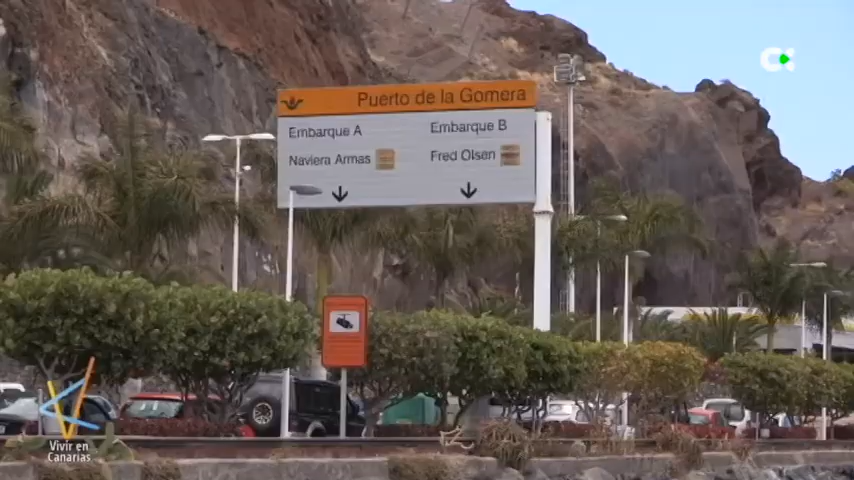 Puerto de la Gomera
Embarque A
Embarque B
Naviera Armas
Fred Olsen
Vivir en
Canarias